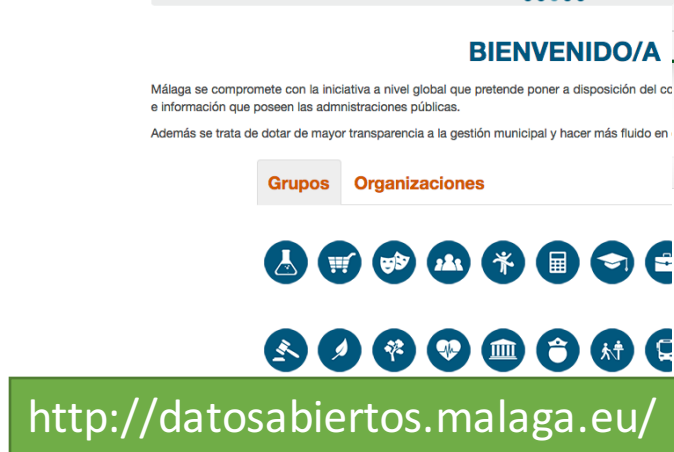 BIENVENIDO/A
Málaga se compromete con la iniciativa a nivel global que pretende poner a disposición del
e información que poseen las admnistraciones públicas.
Además se trata de dotar de mayor transparencia a la gestión municipal y hacer más fluido en
Grupos Organizaciones
http://datosabiertos.malaga.eu/